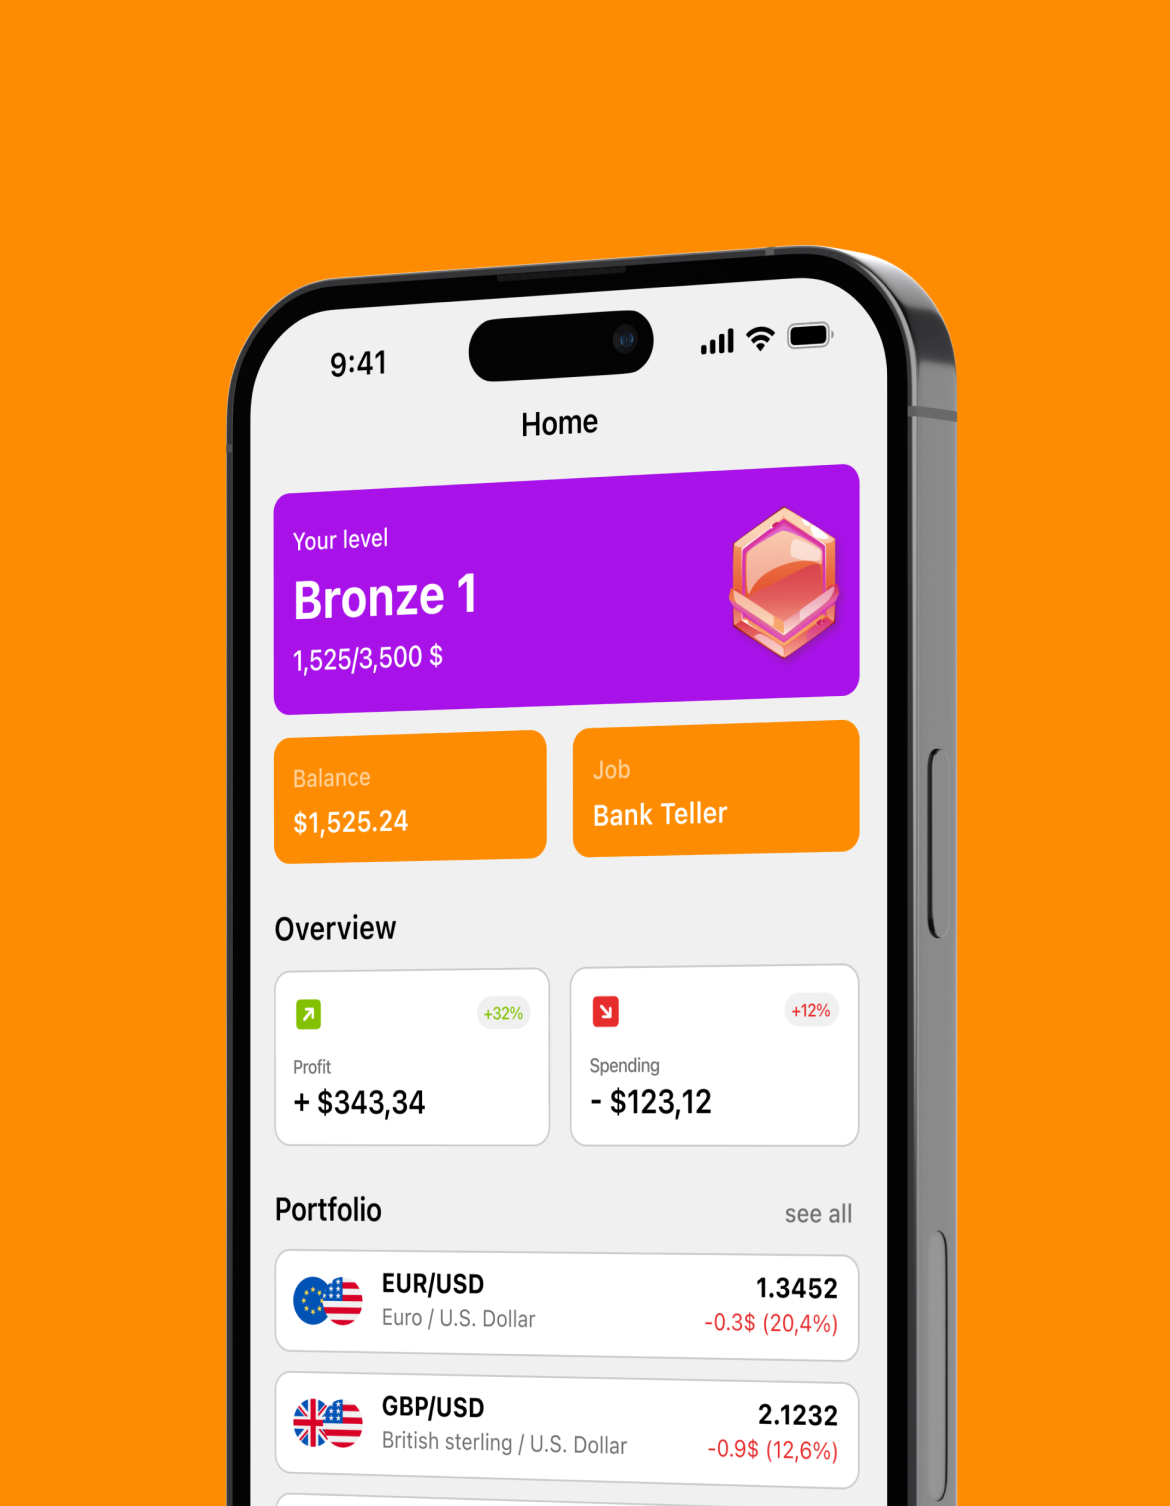 9:41
Home
Your level
Bronze 1
1,525/3,500 $
Balance
$1,525.24
Job
Bank Teller
Overview
+32%
Profit
+ $343,34
+12%
Spending
- $123,12
Portfolio
see all
EUR/USD
1.3452
Euro / U.S. Dollar
-0.3$ (20,4%)
GBP/USD
2.1232
British sterling / U.S. Dollar
-0.9$ (12,6%)